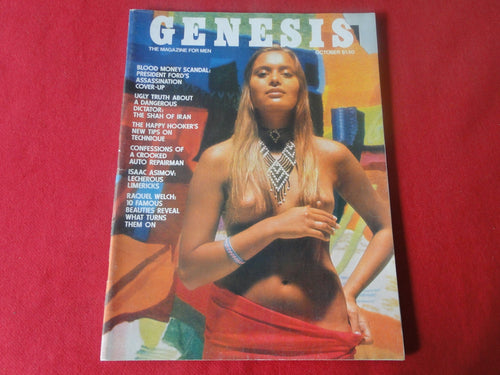 GENESIS
THE MAGAZINE FOR MEN
OCTOBER $1.50
BLOOD MONEY SCANDAL:
PRESIDENT FORD'S
ASSASSINATION
COVER-UP
UGLY TRUTH ABOUT
A DANGEROUS
DICTATOR:
THE SHAH OF IRAN
THE HAPPY HOOKER'S
NEW TIPS ON
TECHNIQUE
CONFESSIONS OF
A CROOKED
AUTO REPAIRMAN
ISAAC ASIMOV:
LECHEROUS
LIMERICKS
RAQUEL WELCH:
10 FAMOUS
BEAUTIES REVEAL
WHAT TURNS
THEM ON